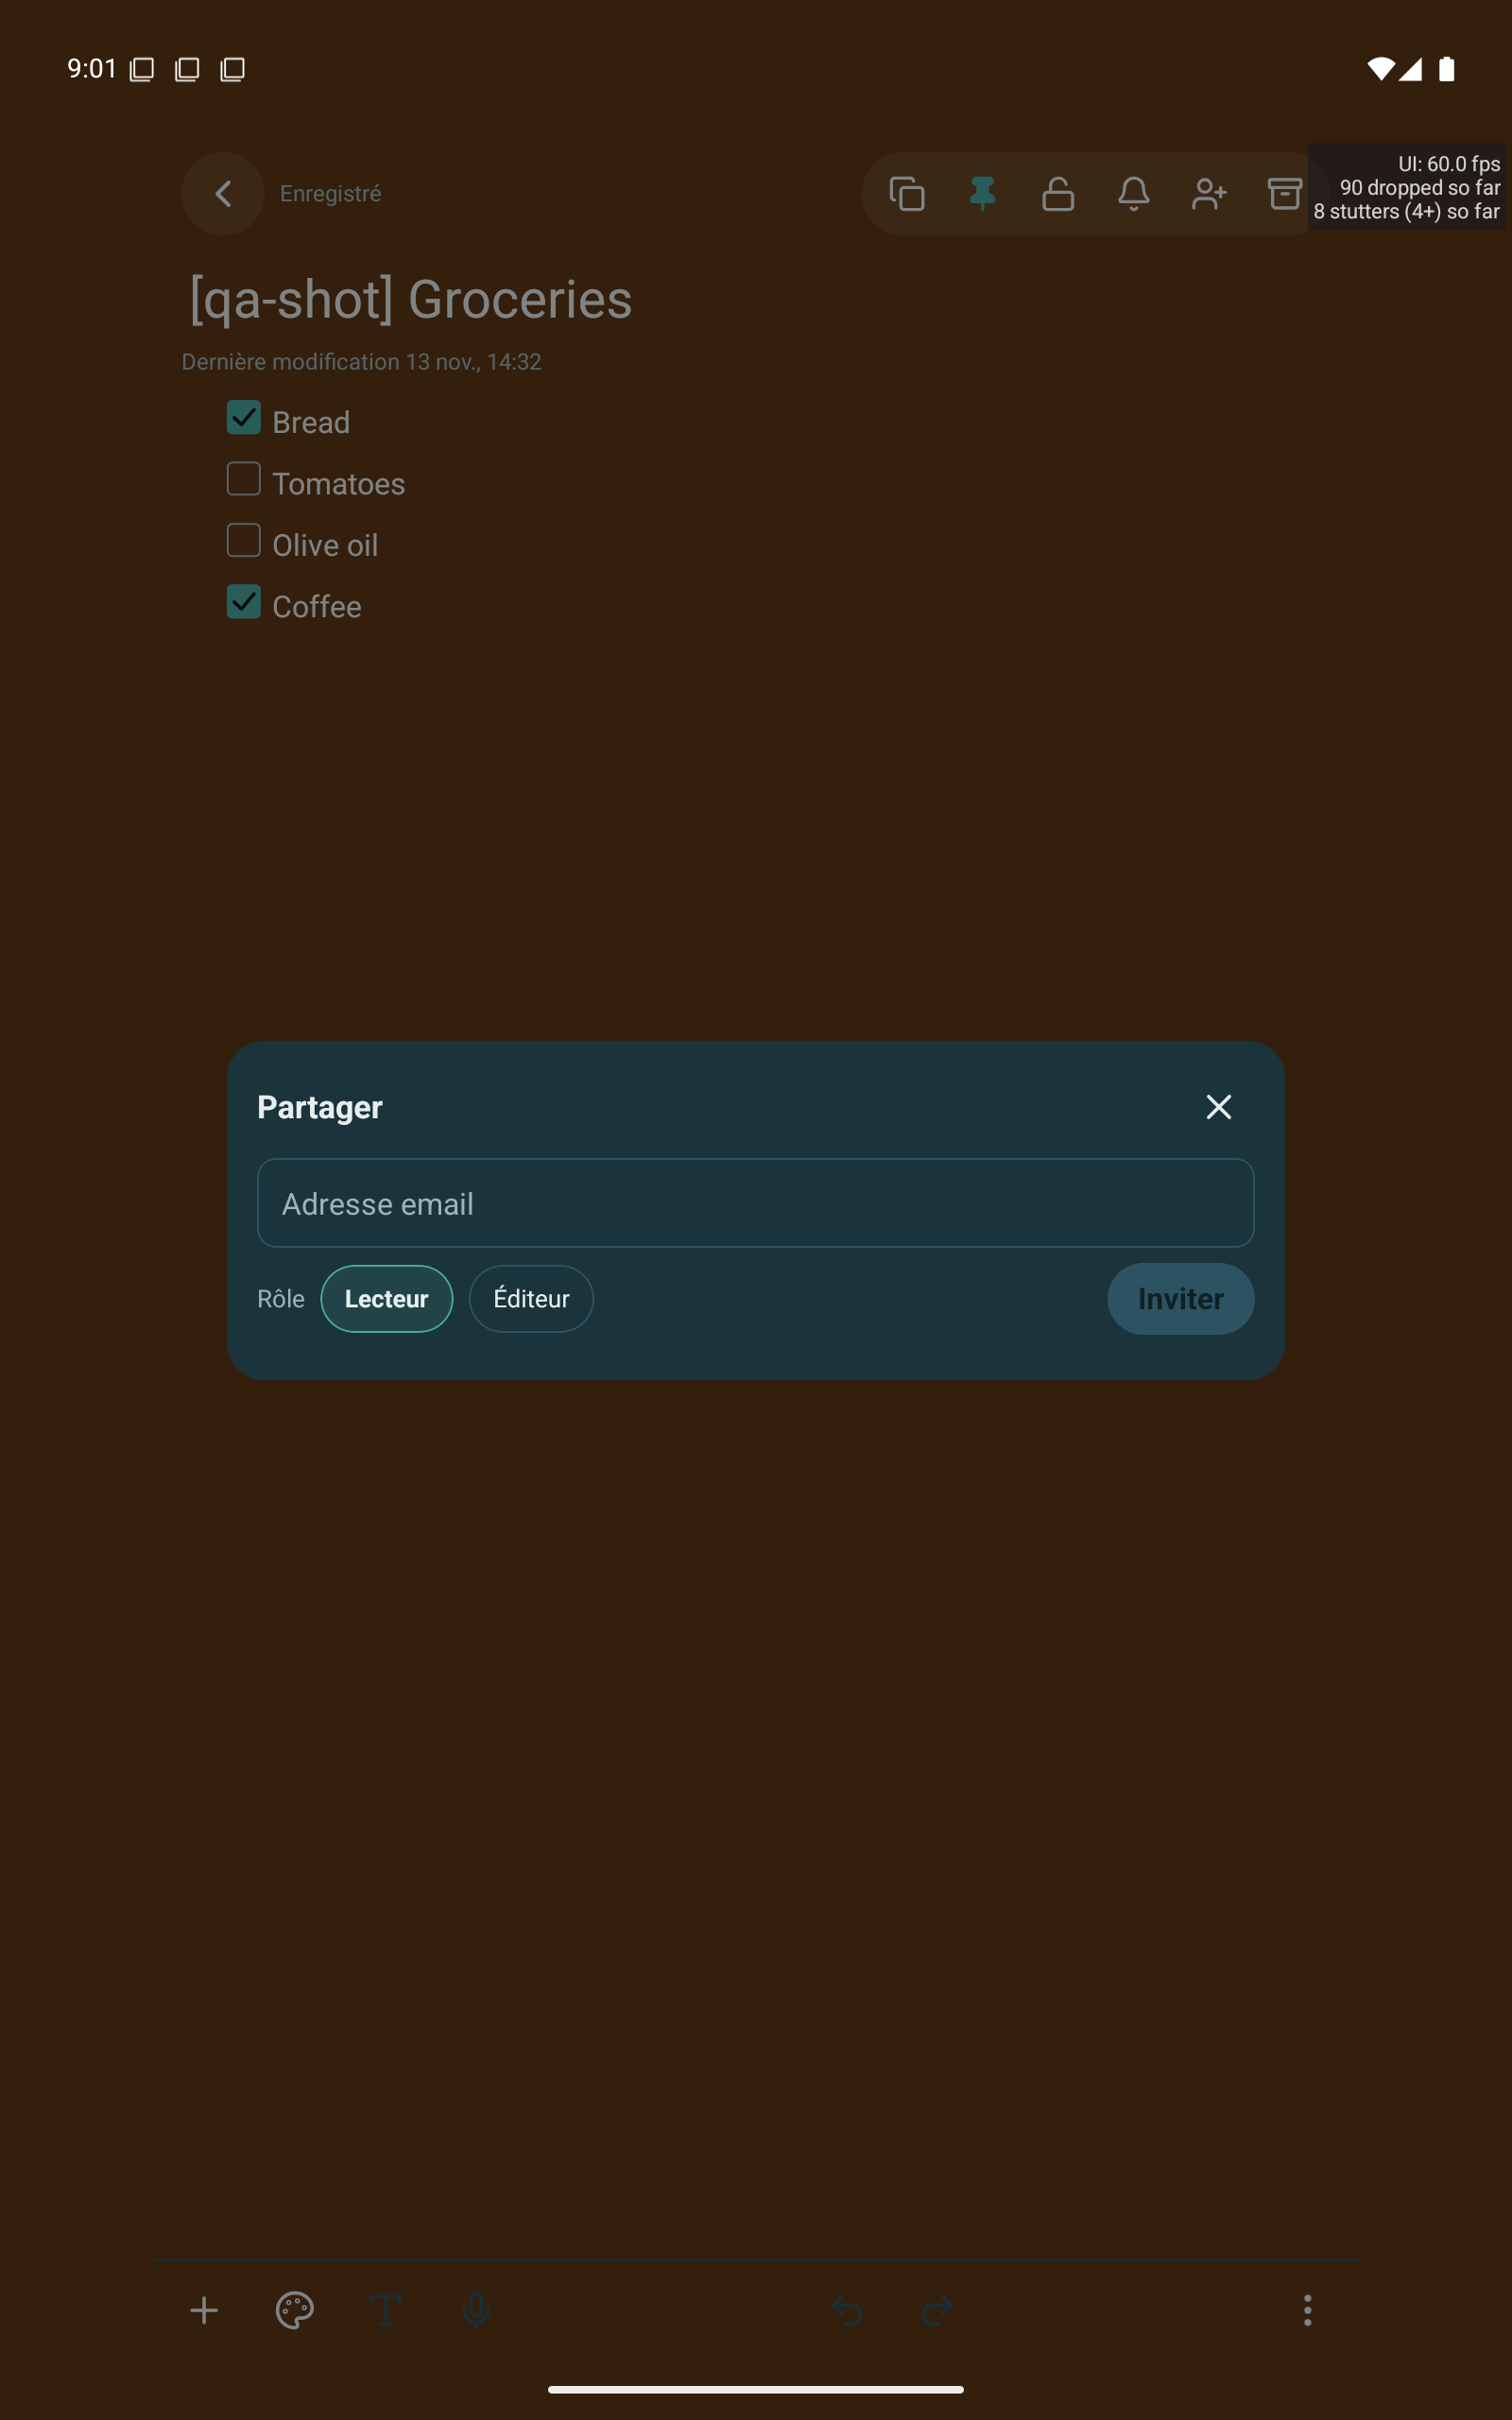 9:01
UI: 60.0 fps
90 dropped so far
8 stutters (4+) so far
Enregistré
[qa-shot] Groceries
Dernière modification 13 nov., 14:32
Bread
Tomatoes
Olive oil
Coffee
Partager
Adresse email
Rôle Lecteur Éditeur Inviter